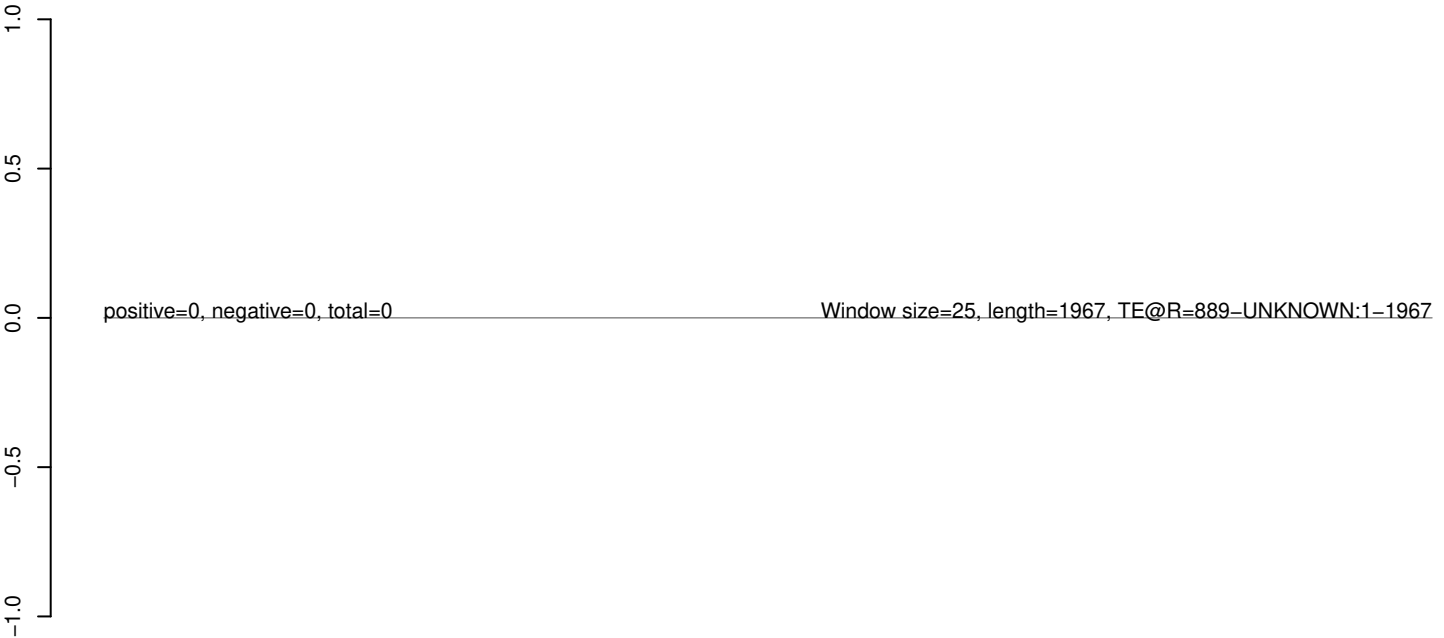 1.0
0.5
positive=0, negative=0, total=0
Window size=25, length=1967, TE@R=889−UNKNOWN:1−1967
0.0
−0.5
−1.0